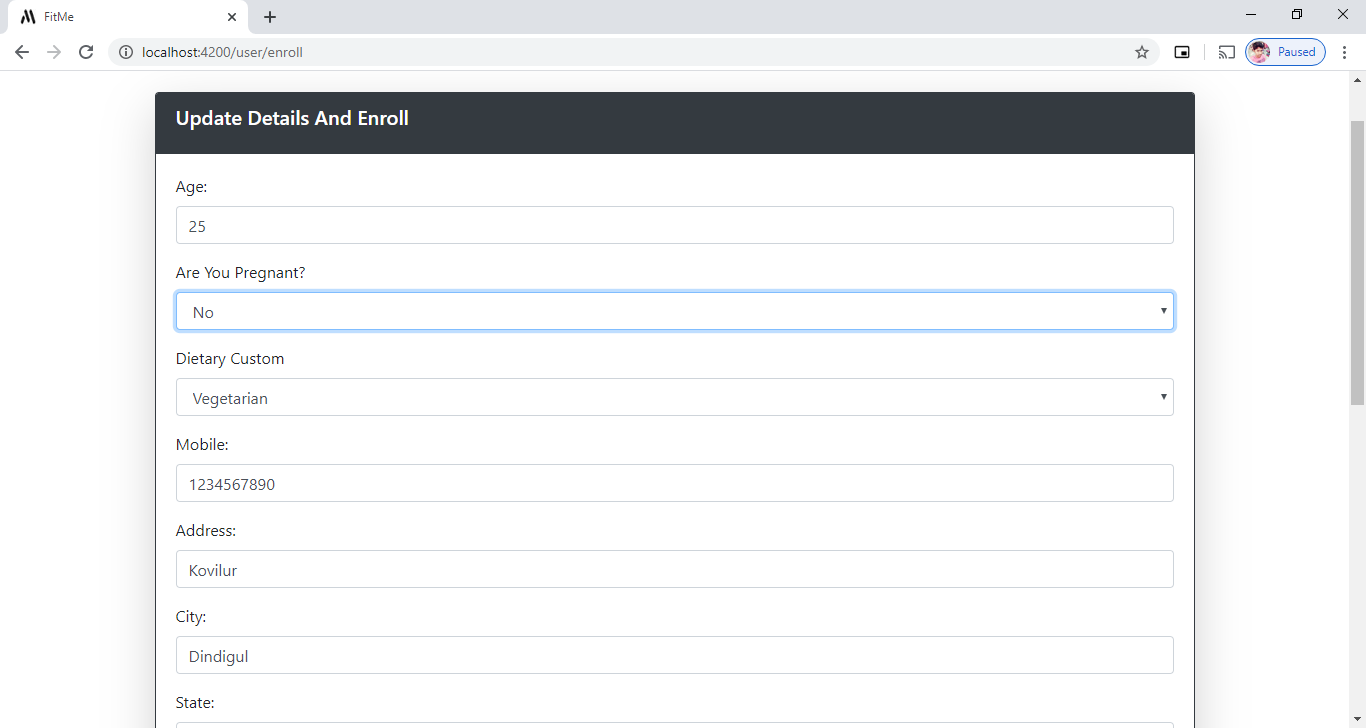 FitMe
localhost:4200/user/enroll
Paused
Update Details And Enroll
Age:
25
Are You Pregnant?
No
Dietary Custom
Vegetarian
Mobile:
1234567890
Address:
Kovilur
City:
Dindigul
State: